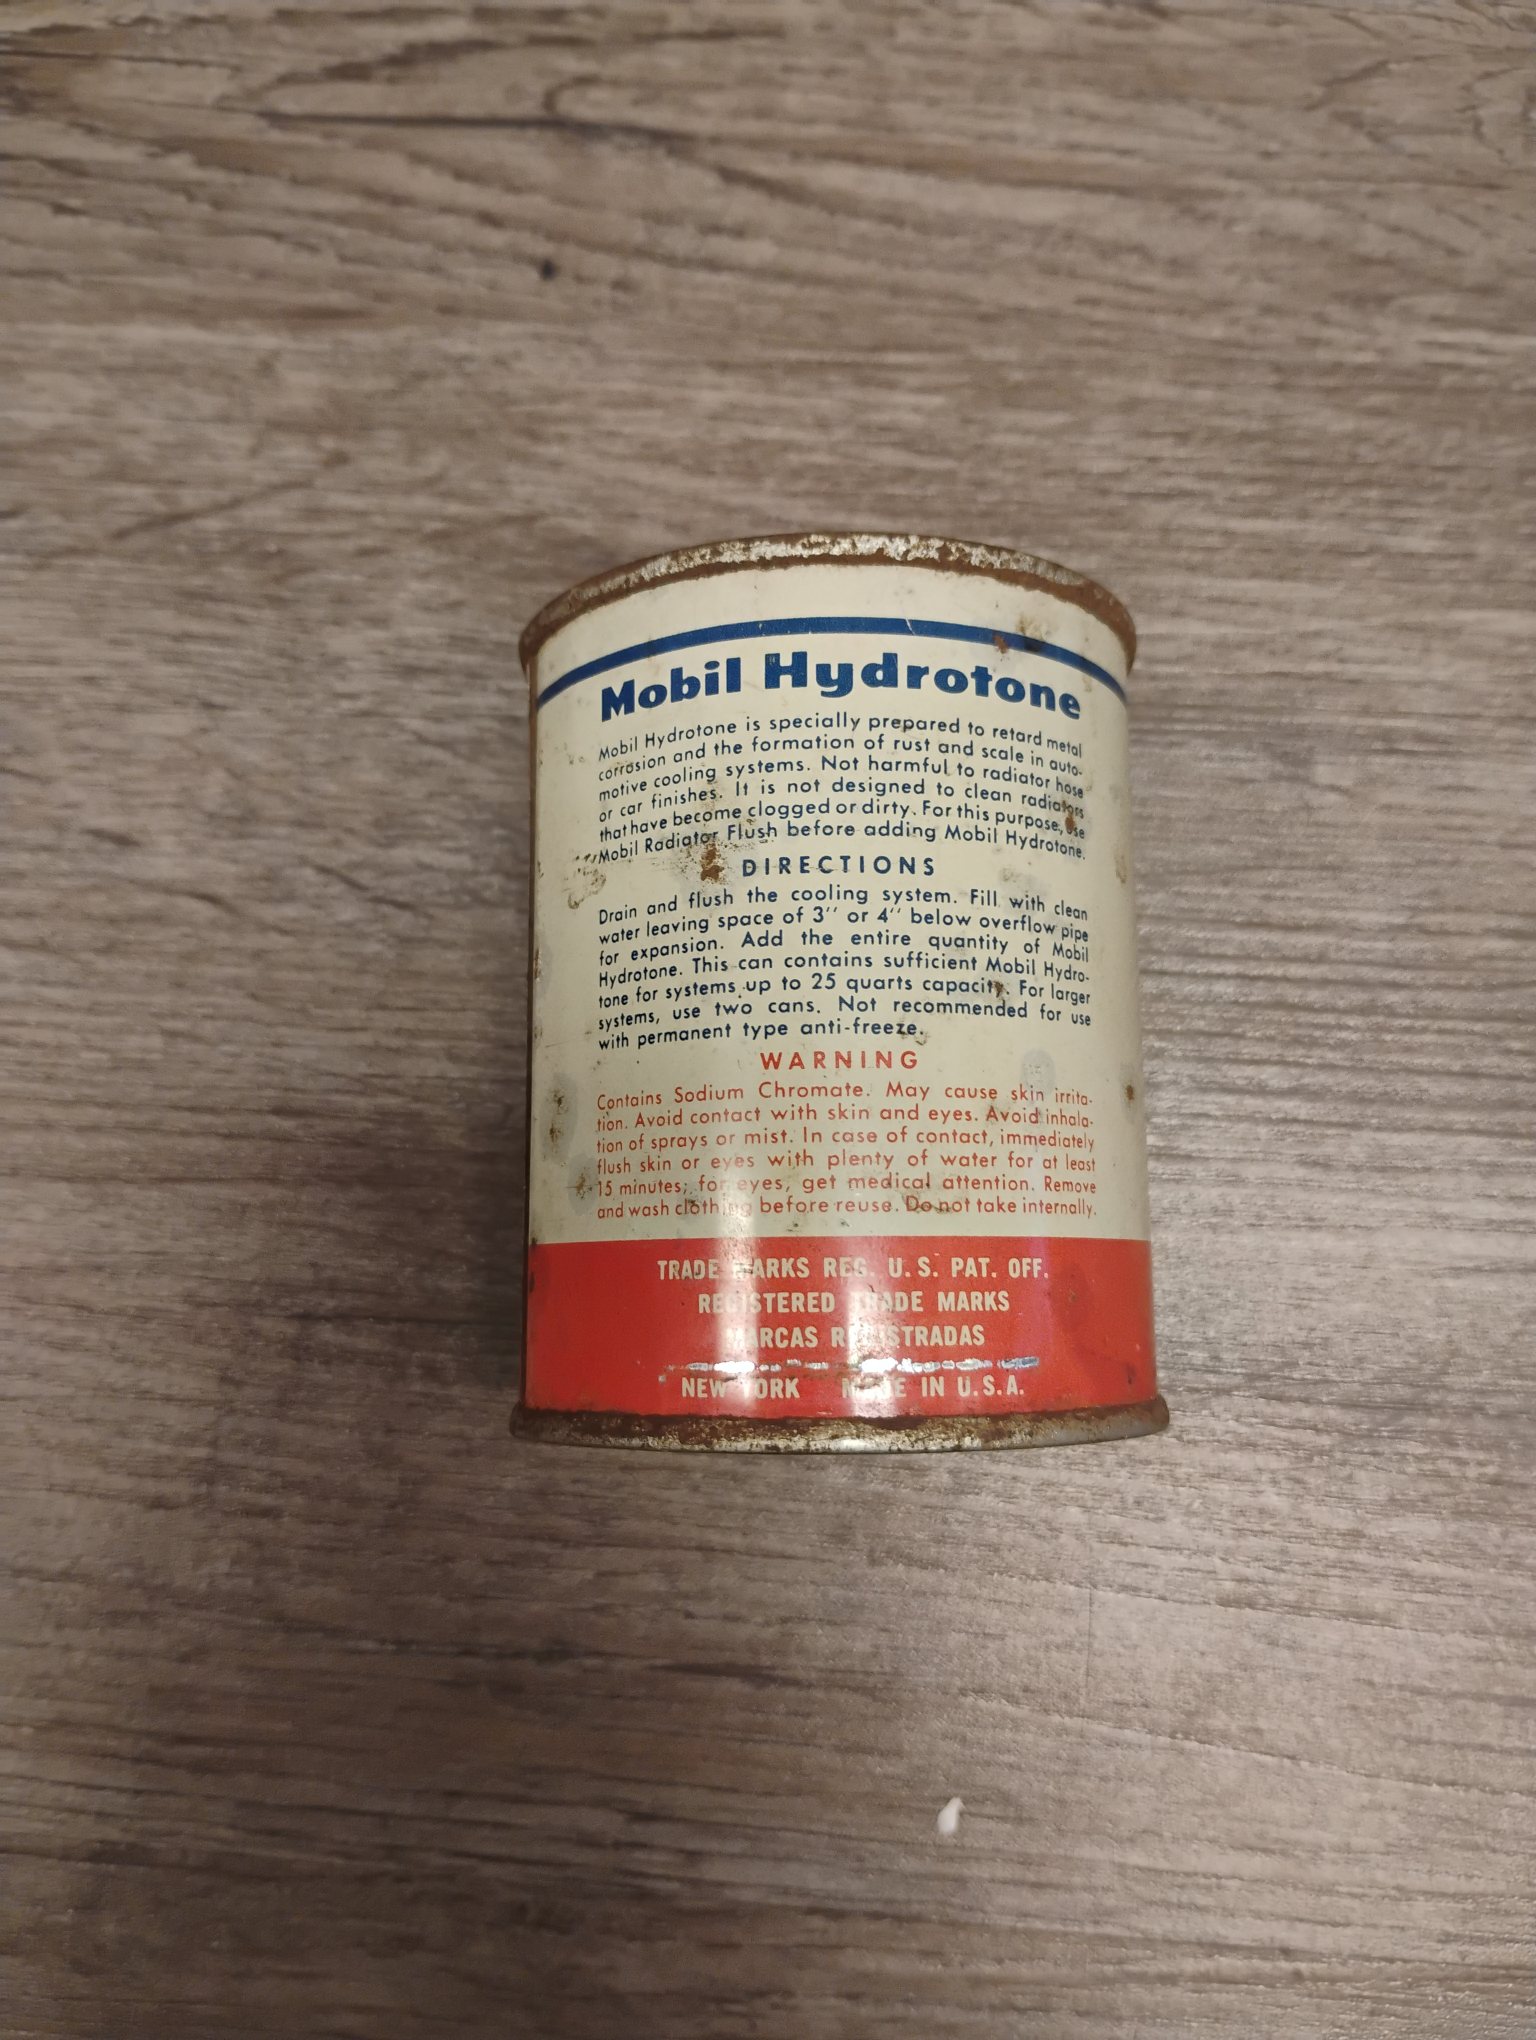 Mobil Hydrotone
Mobil Hydrotone is specially prepared to retard metal
corrosion and the formation of rust and scale in auto-
motive cooling systems. Not harmful to radiator hose
or car finishes. It is not designed to clean radiators
that have become clogged or dirty. For this purpose, use
Mobil Radiator Flush before adding Mobil Hydrotone.
DIRECTIONS
Drain and flush the cooling system. Fill with clean
water leaving space of 3'' or 4'' below overflow pipe
for expansion. Add the entire quantity of Mobil
Hydrotone. This can contains sufficient Mobil Hydro-
tone for systems up to 25 quarts capacity. For larger
systems, use two cans. Not recommended for use
with permanent type anti-freeze.
WARNING
Contains Sodium Chromate. May cause skin irrita-
tion. Avoid contact with skin and eyes. Avoid inhala-
tion of sprays or mist. In case of contact, immediately
flush skin or eyes with plenty of water for at least
15 minutes; for eyes, get medical attention. Remove
and wash clothing before reuse. Do not take internally.
TRADE MARKS REG. U.S. PAT. OFF.
REGISTERED TRADE MARKS
MARCAS REGISTRADAS
NEW YORK MADE IN U.S.A.